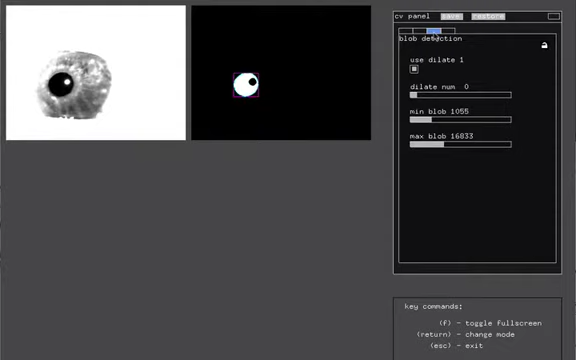 cv panel save restore
blob detection
use dilate 1
dilate num 0
min blob 1055
max blob 16833
key commands:
(f) - toggle fullscreen
(return) - change mode
(esc) - exit